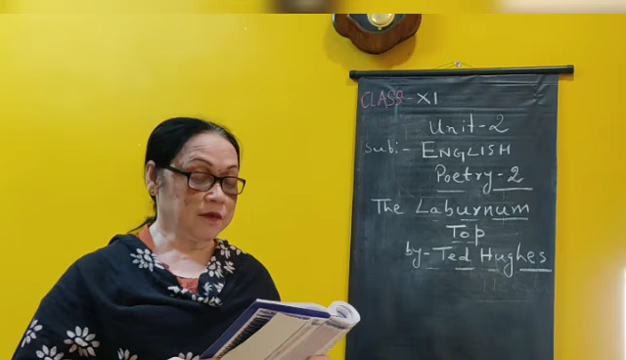 CLASS - XI
Unit-2
Sub:- ENGLISH
Poetry-2
The Laburnum
Top
by- Ted Hughes